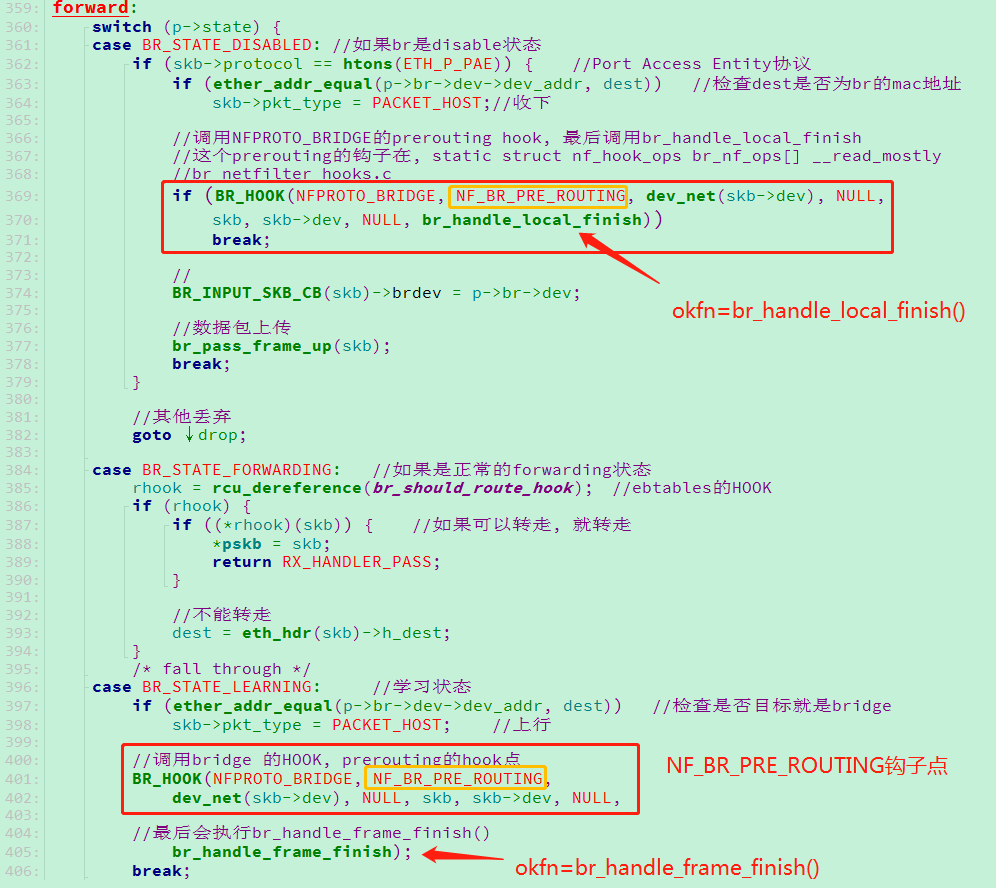 359: forward:
360: switch (p->state) {
361: case BR_STATE_DISABLED: //如果br是disable状态
362: if (skb->protocol == htons(ETH_P_PAE)) { //Port Access Entity协议
363: if (ether_addr_equal(p->br->dev->dev_addr, dest)) //检查dest是否为br的mac地址
364: skb->pkt_type = PACKET_HOST;//收下
365:
366: //调用NFPROTO_BRIDGE的prerouting hook, 最后调用br_handle_local_finish
367: //这个prerouting的钩子在, static struct nf_hook_ops br_nf_ops[] __read_mostly
368: //br_netfilter_hooks.c
369: if (BR_HOOK(NFPROTO_BRIDGE, NF_BR_PRE_ROUTING, dev_net(skb->dev), NULL,
370: skb, skb->dev, NULL, br_handle_local_finish))
371: break;
372:
373: //
374: BR_INPUT_SKB_CB(skb)->brdev = p->br->dev;
okfn=br_handle_local_finish()
375:
376: //数据包上传
377: br_pass_frame_up(skb);
378: break;
379: }
380:
381: //其他丢弃
382: goto ↓drop;
383:
384: case BR_STATE_FORWARDING: //如果是正常的forwarding状态
385: rhook = rcu_dereference(br_should_route_hook); //ebtables的HOOK
386: if (rhook) {
387: if ((*rhook)(skb)) { //如果可以转走, 就转走
388: *pskb = skb;
389: return RX_HANDLER_PASS;
390: }
391:
392: //不能转走
393: dest = eth_hdr(skb)->h_dest;
394: }
395: /* fall through */
396: case BR_STATE_LEARNING: //学习状态
397: if (ether_addr_equal(p->br->dev->dev_addr, dest)) //检查是否目标就是bridge
398: skb->pkt_type = PACKET_HOST; //上行
399:
400: //调用bridge 的HOOK, prerouting的hook点
NF_BR_PRE_ROUTING钩子点
401: BR_HOOK(NFPROTO_BRIDGE, NF_BR_PRE_ROUTING,
402: dev_net(skb->dev), NULL, skb, skb->dev, NULL,
403:
404: //最后会执行br_handle_frame_finish()
405: br_handle_frame_finish);
okfn=br_handle_frame_finish()
406: break;